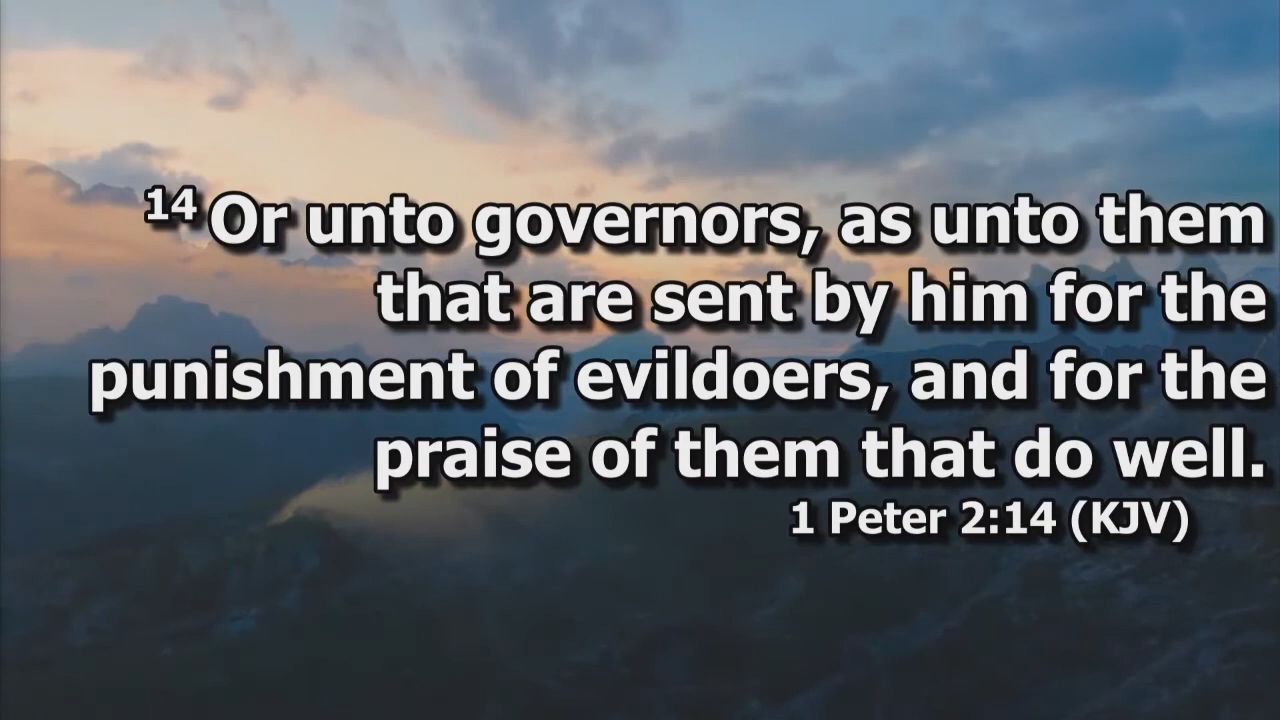 14 Or unto governors, as unto them
that are sent by him for the
punishment of evildoers, and for the
praise of them that do well.
1 Peter 2:14 (KJV)